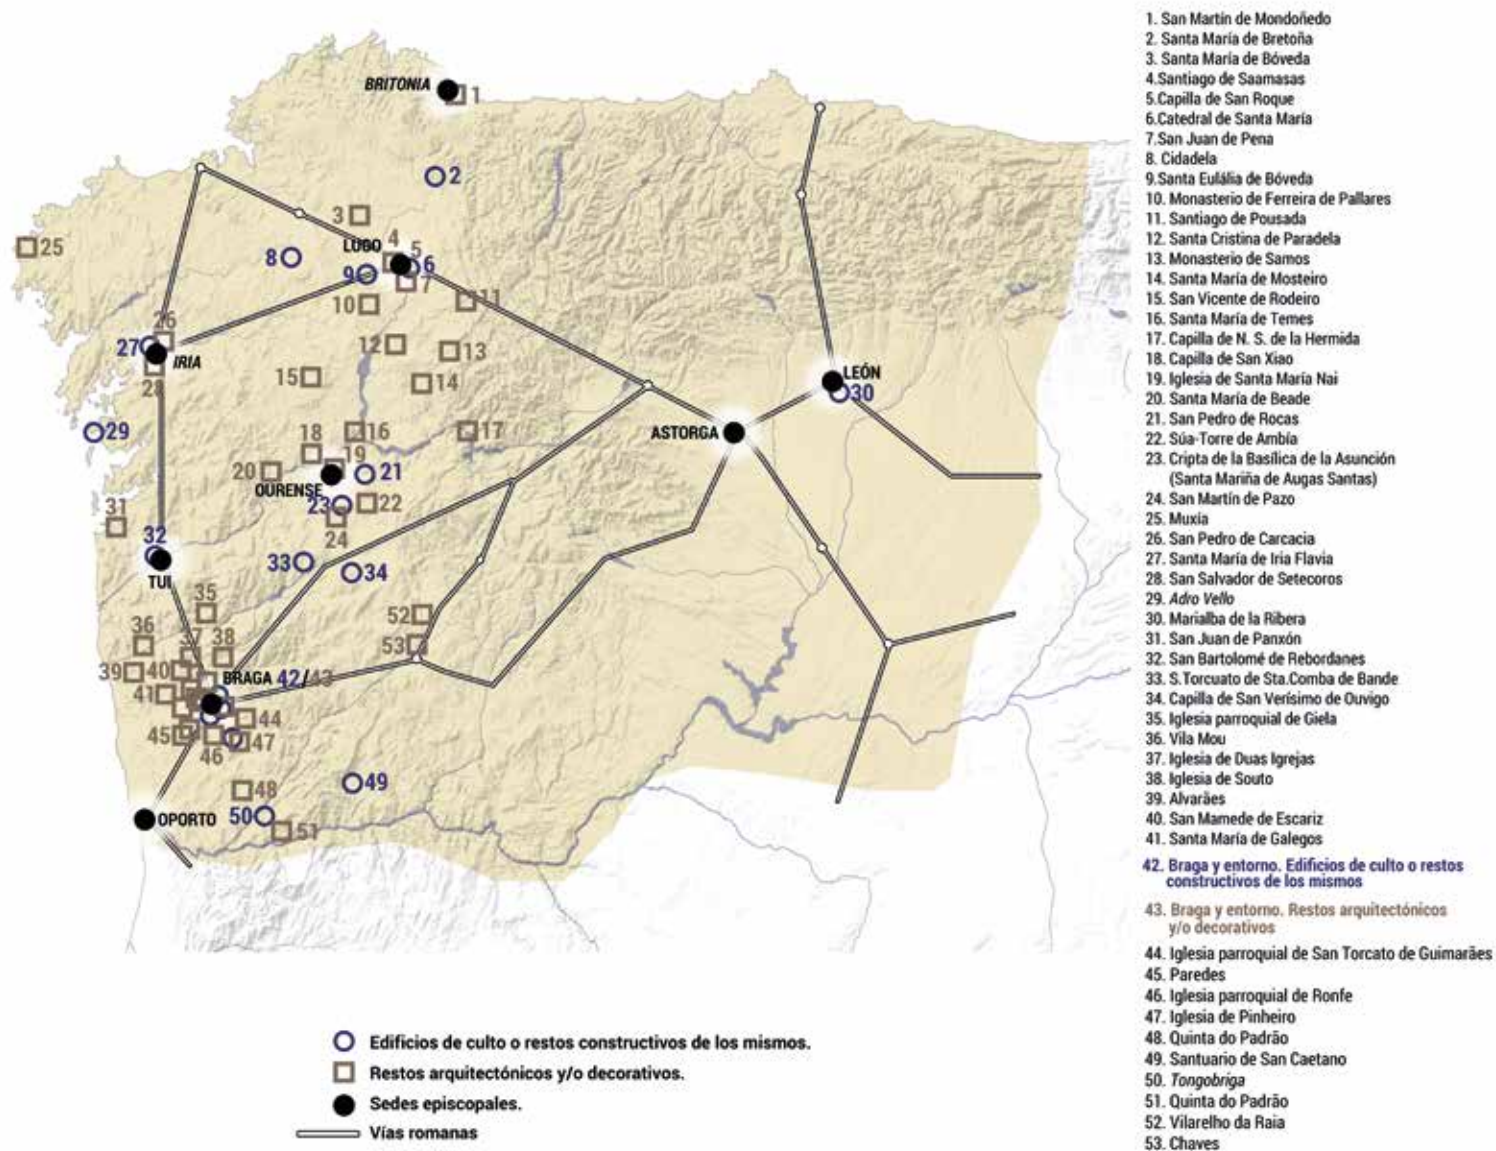 BRITONIA
1
2
3
LUGO
4
5
6
7
8
9
10
11
12
13
14
15
16
17
18
19
20
OURENSE
21
22
23
24
25
26
27
IRIA
28
29
LEÓN
30
ASTORGA
31
32
TUI
33
34
35
36
37
38
39
40
BRAGA
42/43
41
44
45
46
47
48
49
50
51
52
53
OPORTO
1. San Martín de Mondoñedo
2. Santa María de Bretoña
3. Santa María de Bóveda
4.Santiago de Saamasas
5.Capilla de San Roque
6.Catedral de Santa María
7.San Juan de Pena
8. Cidadela
9.Santa Eulália de Bóveda
10. Monasterio de Ferreira de Pallares
11. Santiago de Pousada
12. Santa Cristina de Paradela
13. Monasterio de Samos
14. Santa María de Mosteiro
15. San Vicente de Rodeiro
16. Santa María de Temes
17. Capilla de N. S. de la Hermida
18. Capilla de San Xiao
19. Iglesia de Santa María Nai
20. Santa María de Beade
21. San Pedro de Rocas
22. Súa-Torre de Ambía
23. Cripta de la Basílica de la Asunción
(Santa Mariña de Augas Santas)
24. San Martín de Pazo
25. Muxía
26. San Pedro de Carcacia
27. Santa María de Iria Flavia
28. San Salvador de Setecoros
29. Adro Vello
30. Marialba de la Ribera
31. San Juan de Panxón
32. San Bartolomé de Rebordanes
33. S.Torcuato de Sta.Comba de Bande
34. Capilla de San Verísimo de Ouvigo
35. Iglesia parroquial de Giela
36. Vila Mou
37. Iglesia de Duas Igrejas
38. Iglesia de Souto
39. Alvarães
40. San Mamede de Escariz
41. Santa María de Galegos
42. Braga y entorno. Edificios de culto o restos
constructivos de los mismos
43. Braga y entorno. Restos arquitectónicos
y/o decorativos
44. Iglesia parroquial de San Torcato de Guimarães
45. Paredes
46. Iglesia parroquial de Ronfe
47. Iglesia de Pinheiro
48. Quinta do Padrão
49. Santuario de San Caetano
50. Tongobriga
51. Quinta do Padrão
52. Vilarelho da Raia
53. Chaves
Edificios de culto o restos constructivos de los mismos.
Restos arquitectónicos y/o decorativos.
Sedes episcopales.
Vías romanas